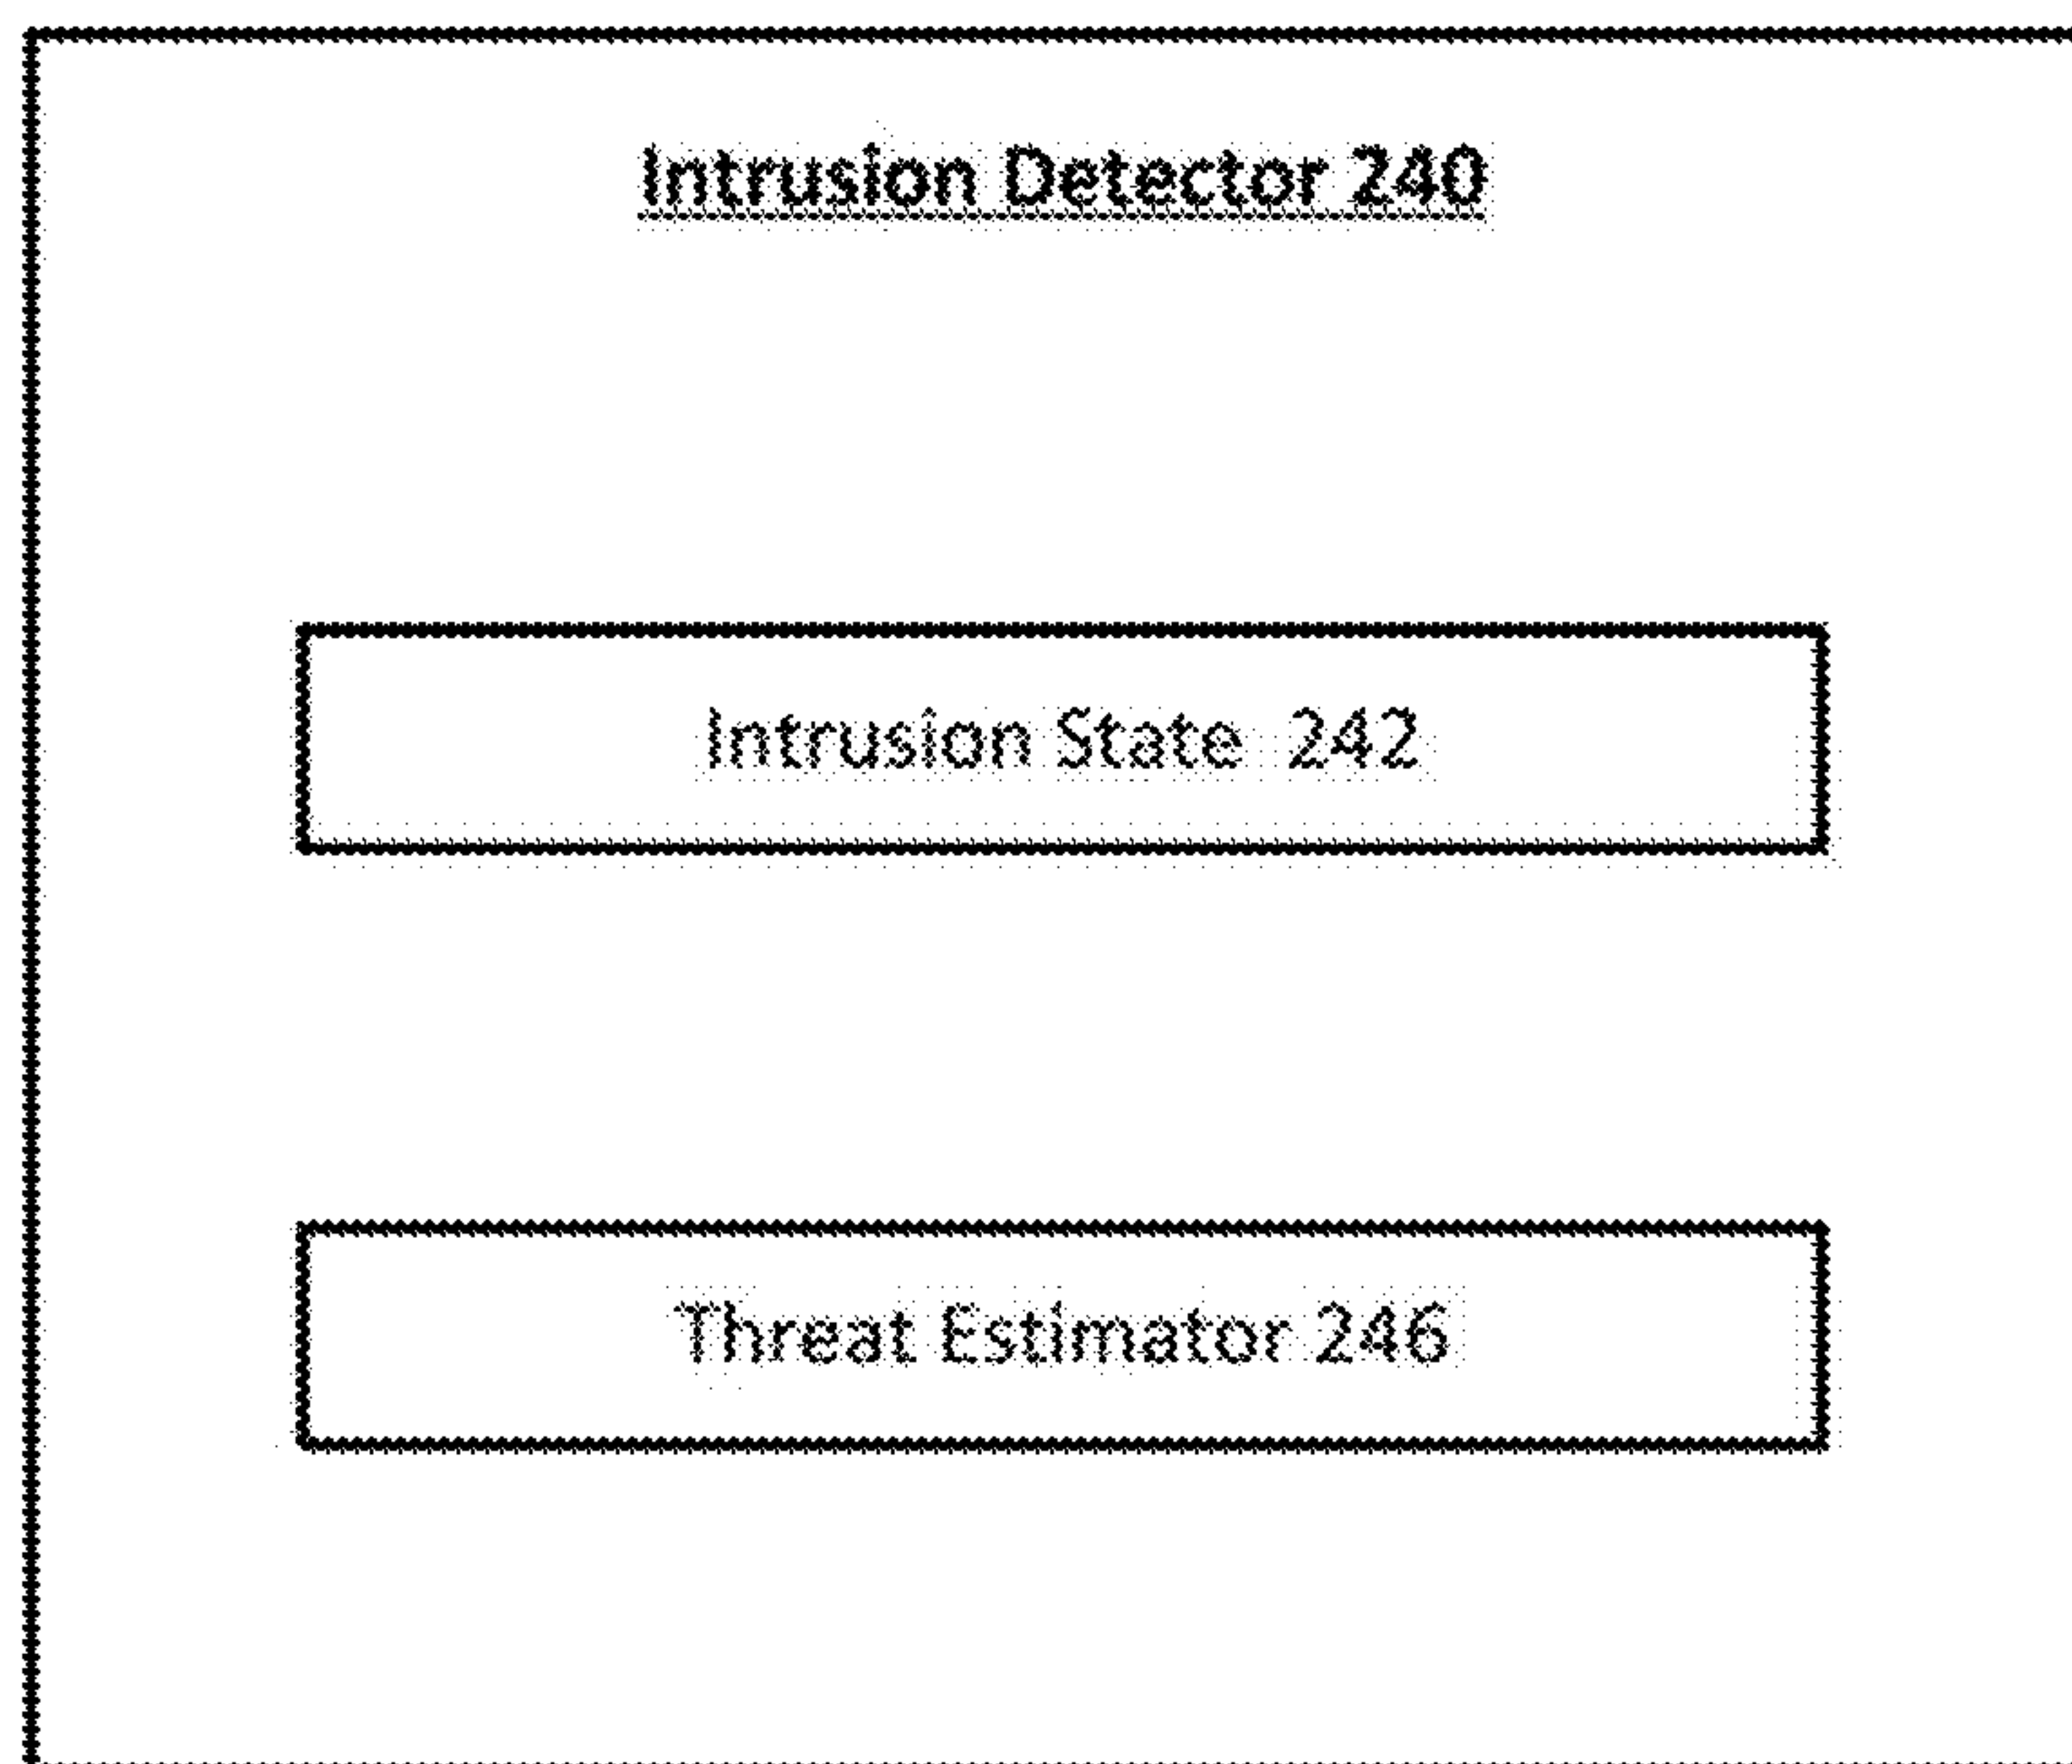 Intrusion Detector 240
Intrusion State 242
Threat Estimator 246